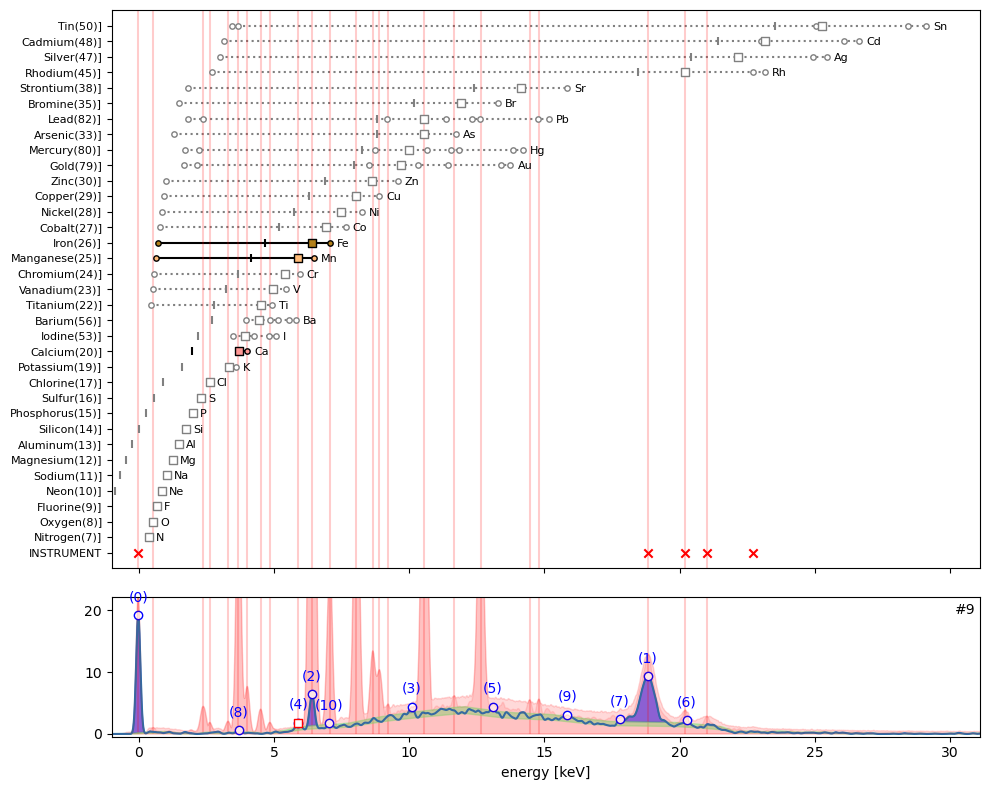 Tin(50)] Sn
Cadmium(48)] Cd
Silver(47)] Ag
Rhodium(45)] Rh
Strontium(38)] Sr
Bromine(35)] Br
Lead(82)] Pb
Arsenic(33)] As
Mercury(80)] Hg
Gold(79)] Au
Zinc(30)] Zn
Copper(29)] Cu
Nickel(28)] Ni
Cobalt(27)] Co
Iron(26)] Fe
Manganese(25)] Mn
Chromium(24)] Cr
Vanadium(23)] V
Titanium(22)] Ti
Barium(56)] Ba
Iodine(53)] I
Calcium(20)] Ca
Potassium(19)] K
Chlorine(17)] Cl
Sulfur(16)] S
Phosphorus(15)] P
Silicon(14)] Si
Aluminum(13)] Al
Magnesium(12)] Mg
Sodium(11)] Na
Neon(10)] Ne
Fluorine(9)] F
Oxygen(8)] O
Nitrogen(7)] N
INSTRUMENT
#9
(0) (8) (4) (2) (10) (3) (5) (9) (7) (1) (6)
20
10
0
0 5 10 15 20 25 30
energy [keV]